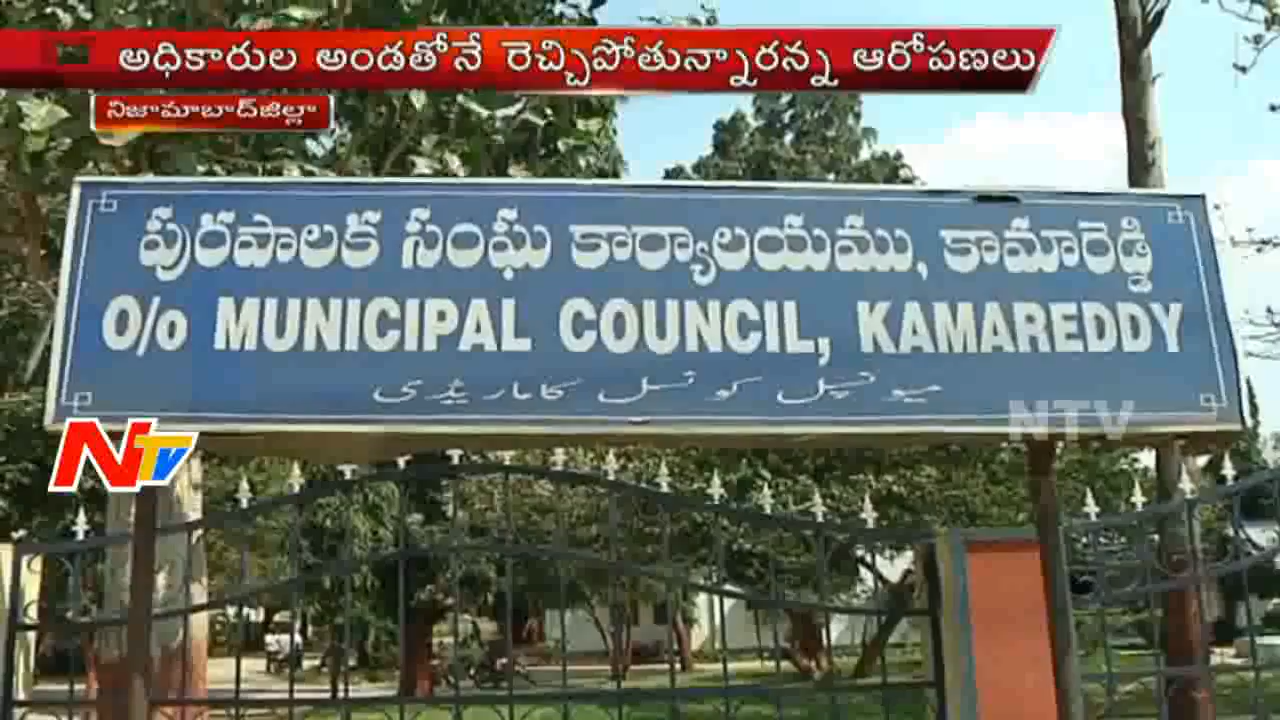 అధికారుల అండతోనే రెచ్చిపోతున్నారన్న ఆరోపణలు
నిజామాబాద్‌జిల్లా
పురపాలక సంఘ కార్యాలయము, కామారెడ్డి
O/o MUNICIPAL COUNCIL, KAMAREDDY
میونسپل کونسل کاماریڈی
NTV
NTV